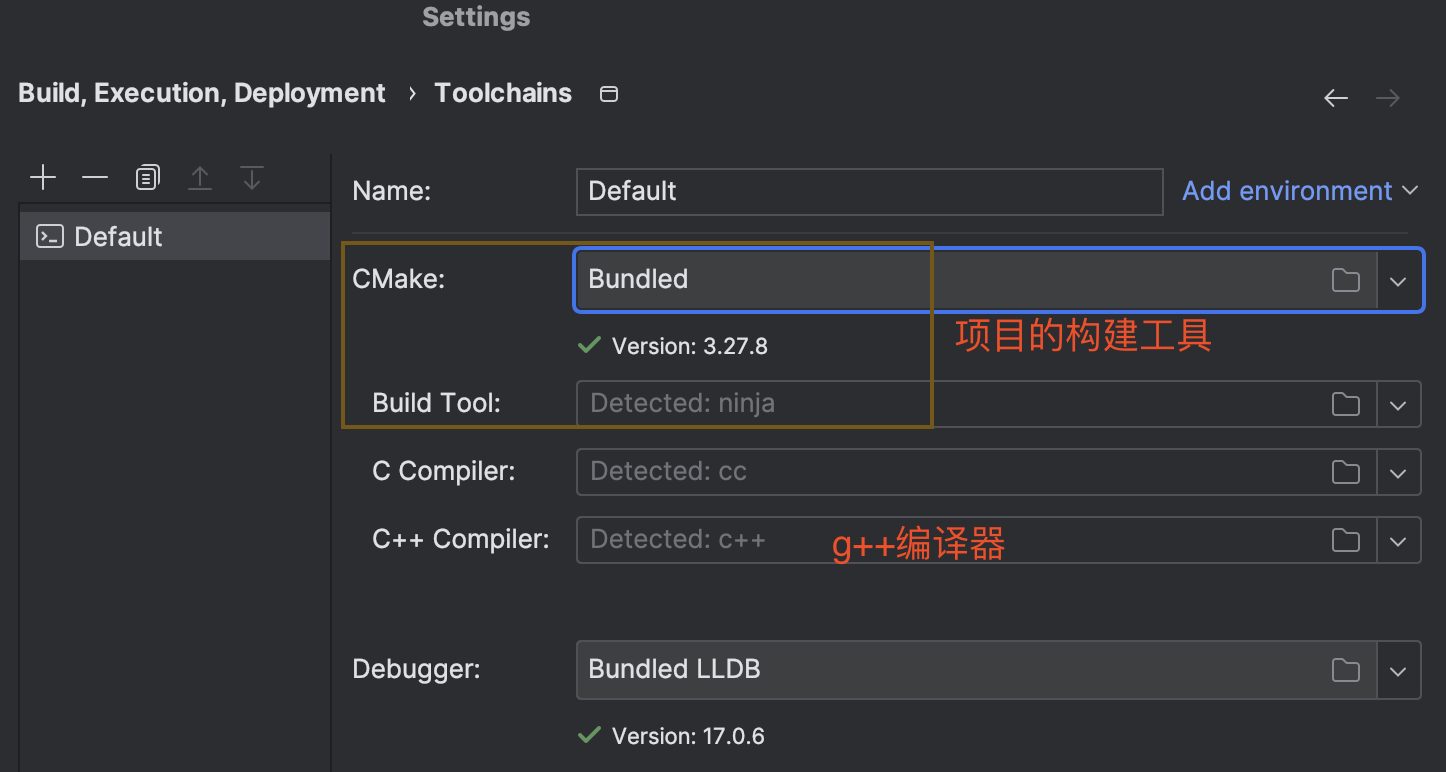 Settings
Build, Execution, Deployment › Toolchains
Name: Default Add environment
Default
CMake: Bundled
Version: 3.27.8
项目的构建工具
Build Tool: Detected: ninja
C Compiler: Detected: cc
C++ Compiler: Detected: c++ g++编译器
Debugger: Bundled LLDB
Version: 17.0.6